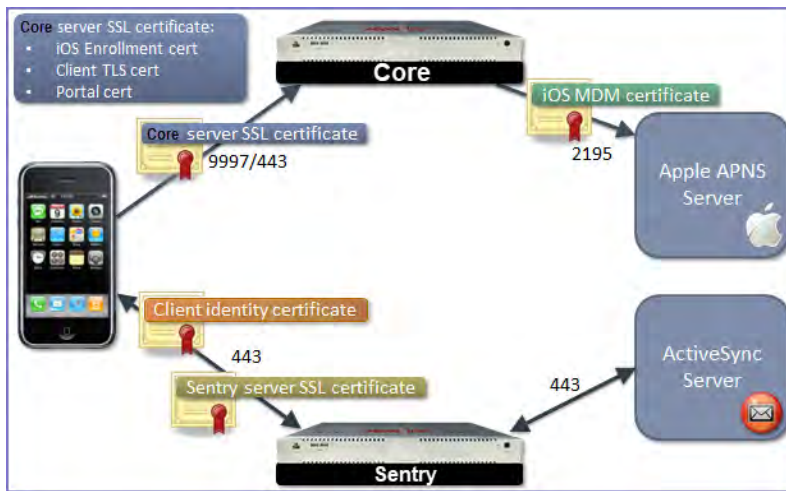 Core server SSL certificate:
▪ iOS Enrollment cert
▪ Client TLS cert
▪ Portal cert
Core
iOS MDM certificate
Core server SSL certificate
9997/443
2195
Apple APNS
Server
Client identity certificate
443
Sentry server SSL certificate
443
ActiveSync
Server
Sentry